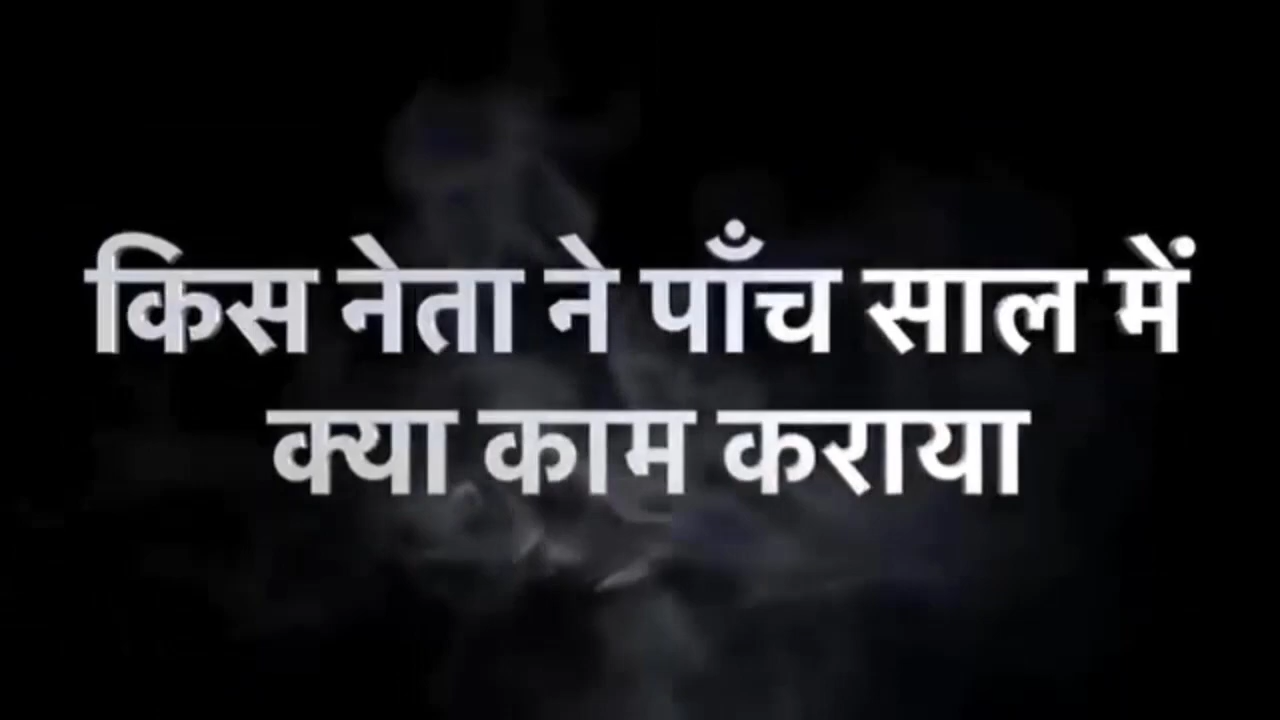 किस नेता ने पाँच साल में
क्या काम कराया